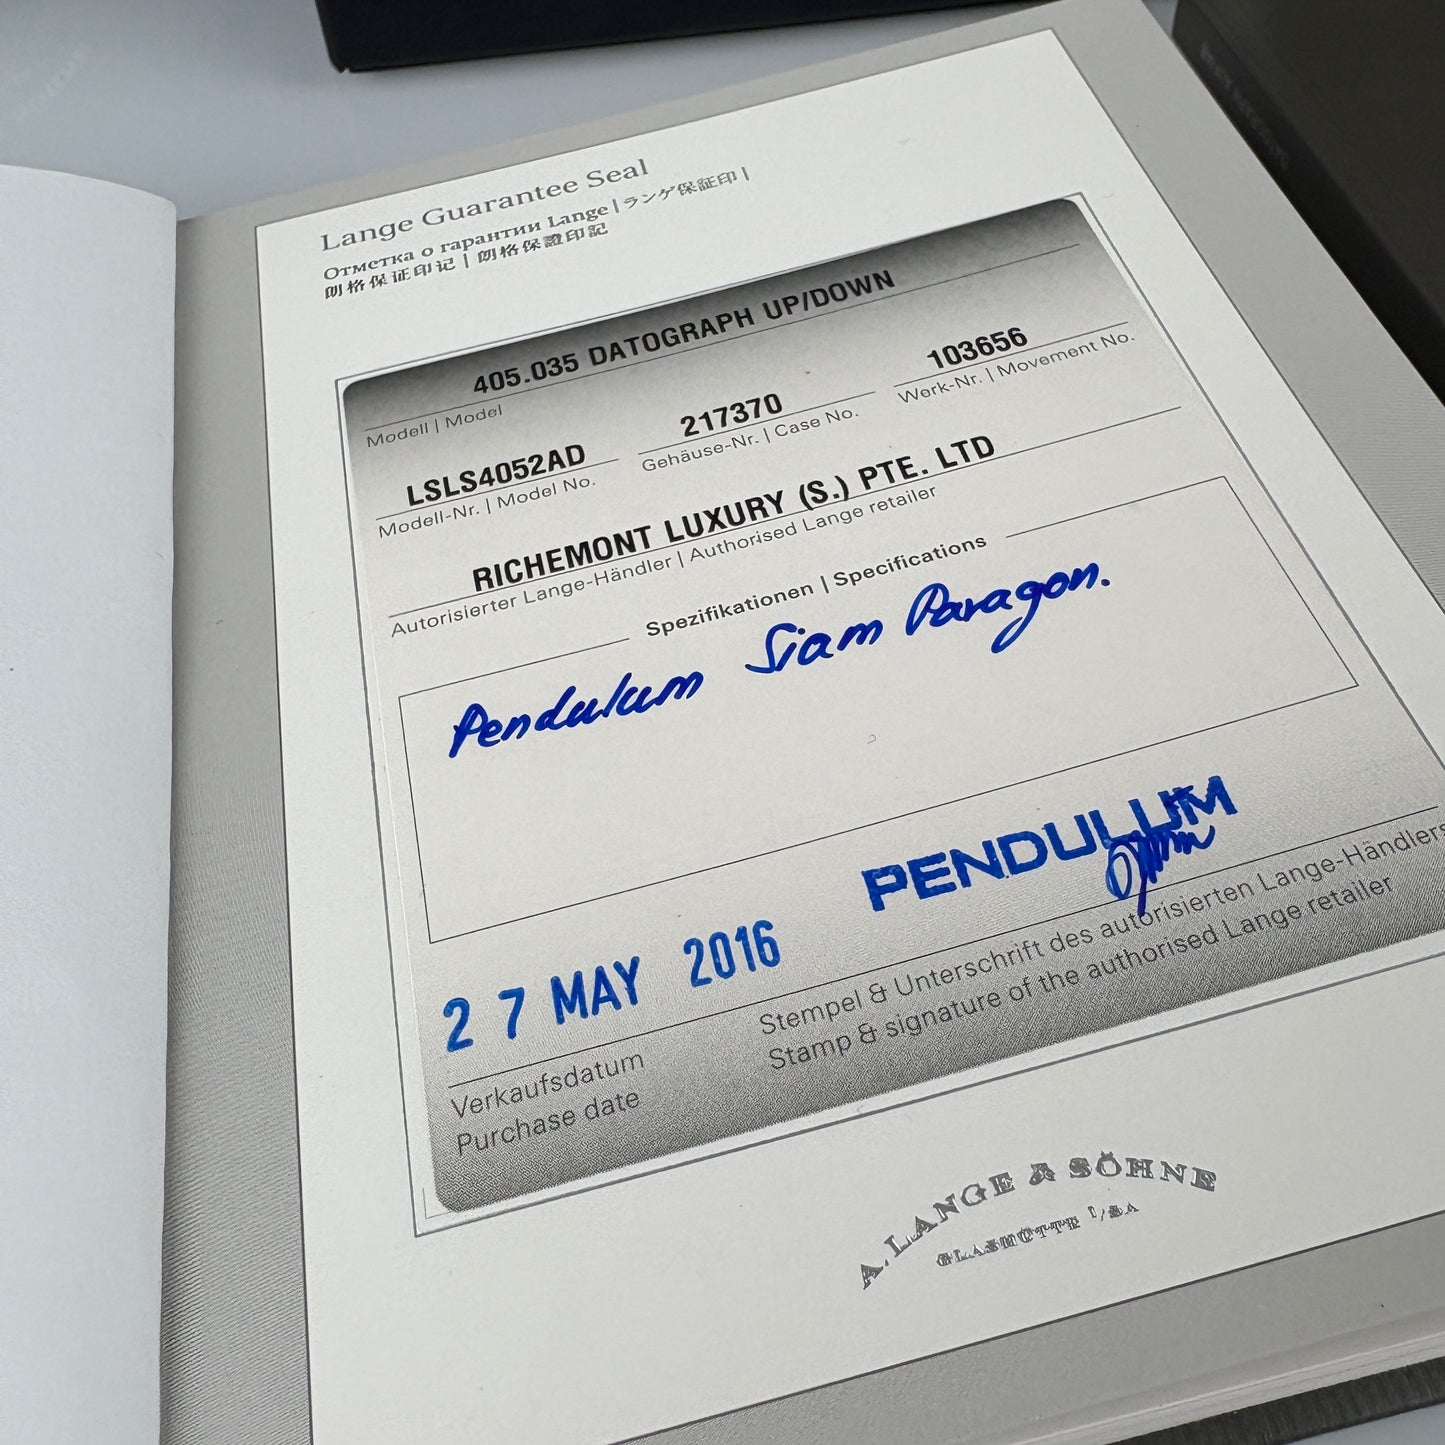 Lange Guarantee Seal
Отметка о гарантии Lange | ランゲ保証印 |
朗格保证印记 | 朗格保證印記
405.035 DATOGRAPH UP/DOWN
Modell | Model
LSLS4052AD 217370 103656
Modell-Nr. | Model No. Gehäuse-Nr. | Case No. Werk-Nr. | Movement No.
RICHEMONT LUXURY (S.) PTE. LTD
Autorisierter Lange-Händler | Authorised Lange retailer
Spezifikationen | Specifications
Pendulum Siam Paragon.
27 MAY 2016 PENDULUM
Verkaufsdatum Stempel & Unterschrift des autorisierten Lange-Händlers
Purchase date Stamp & signature of the authorised Lange retailer
A. LANGE & SÖHNE
GLASHÜTTE I/SA